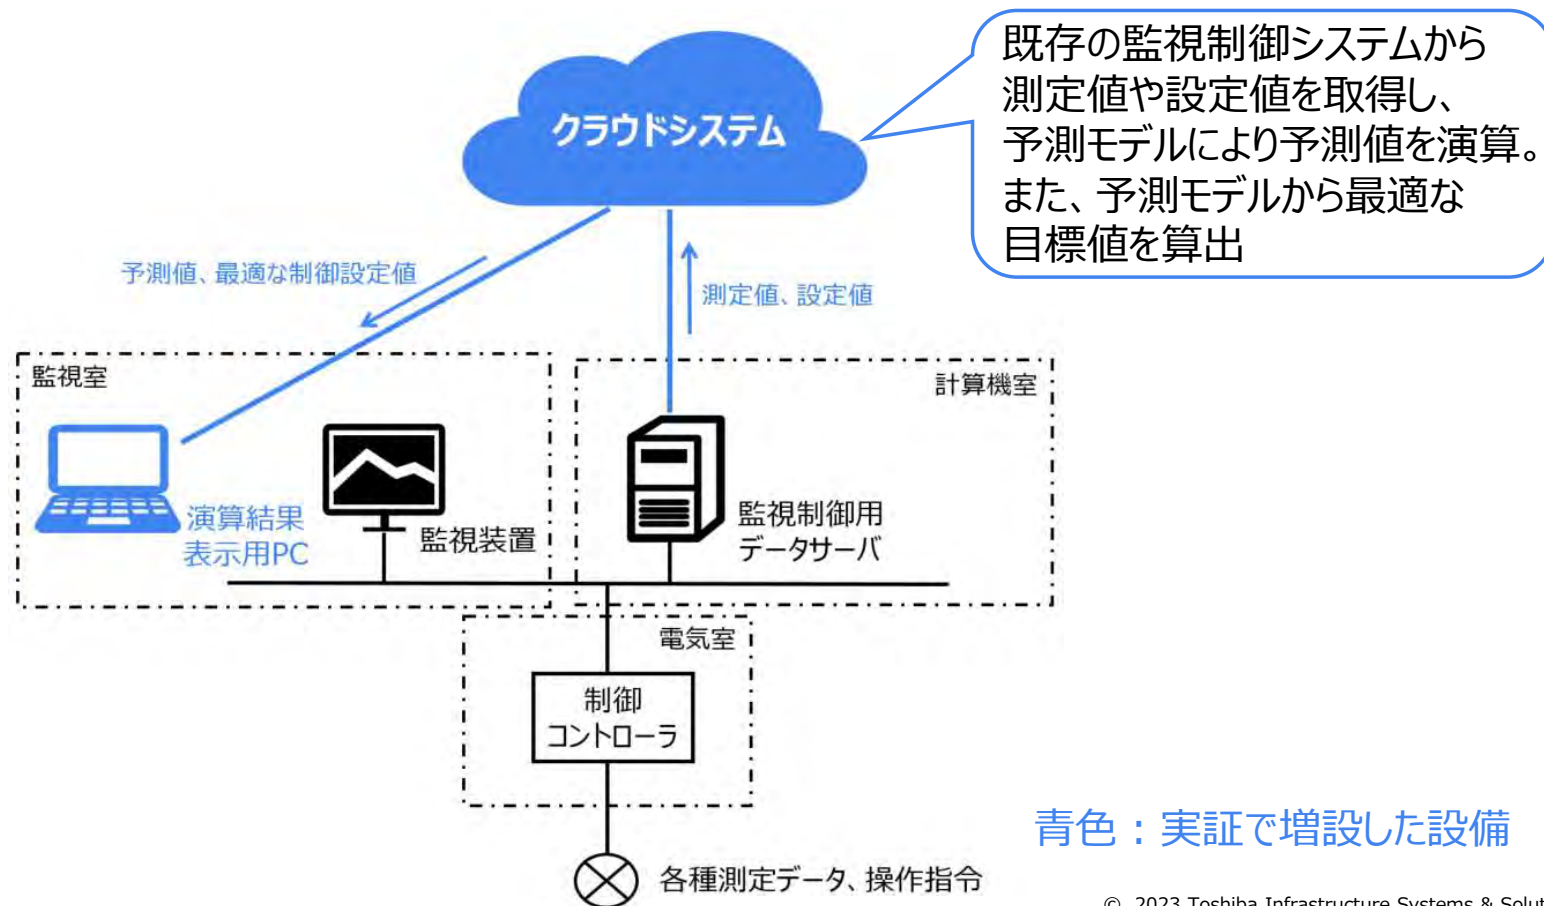 既存の監視制御システムから
測定値や設定値を取得し、
予測モデルにより予測値を演算。
また、予測モデルから最適な
目標値を算出
クラウドシステム
予測値、最適な制御設定値
測定値、設定値
監視室
計算機室
演算結果
表示用PC
監視装置
監視制御用
データサーバ
電気室
制御
コントローラ
各種測定データ、操作指令
青色：実証で増設した設備
© 2023 Toshiba Infrastructure Systems & Solut